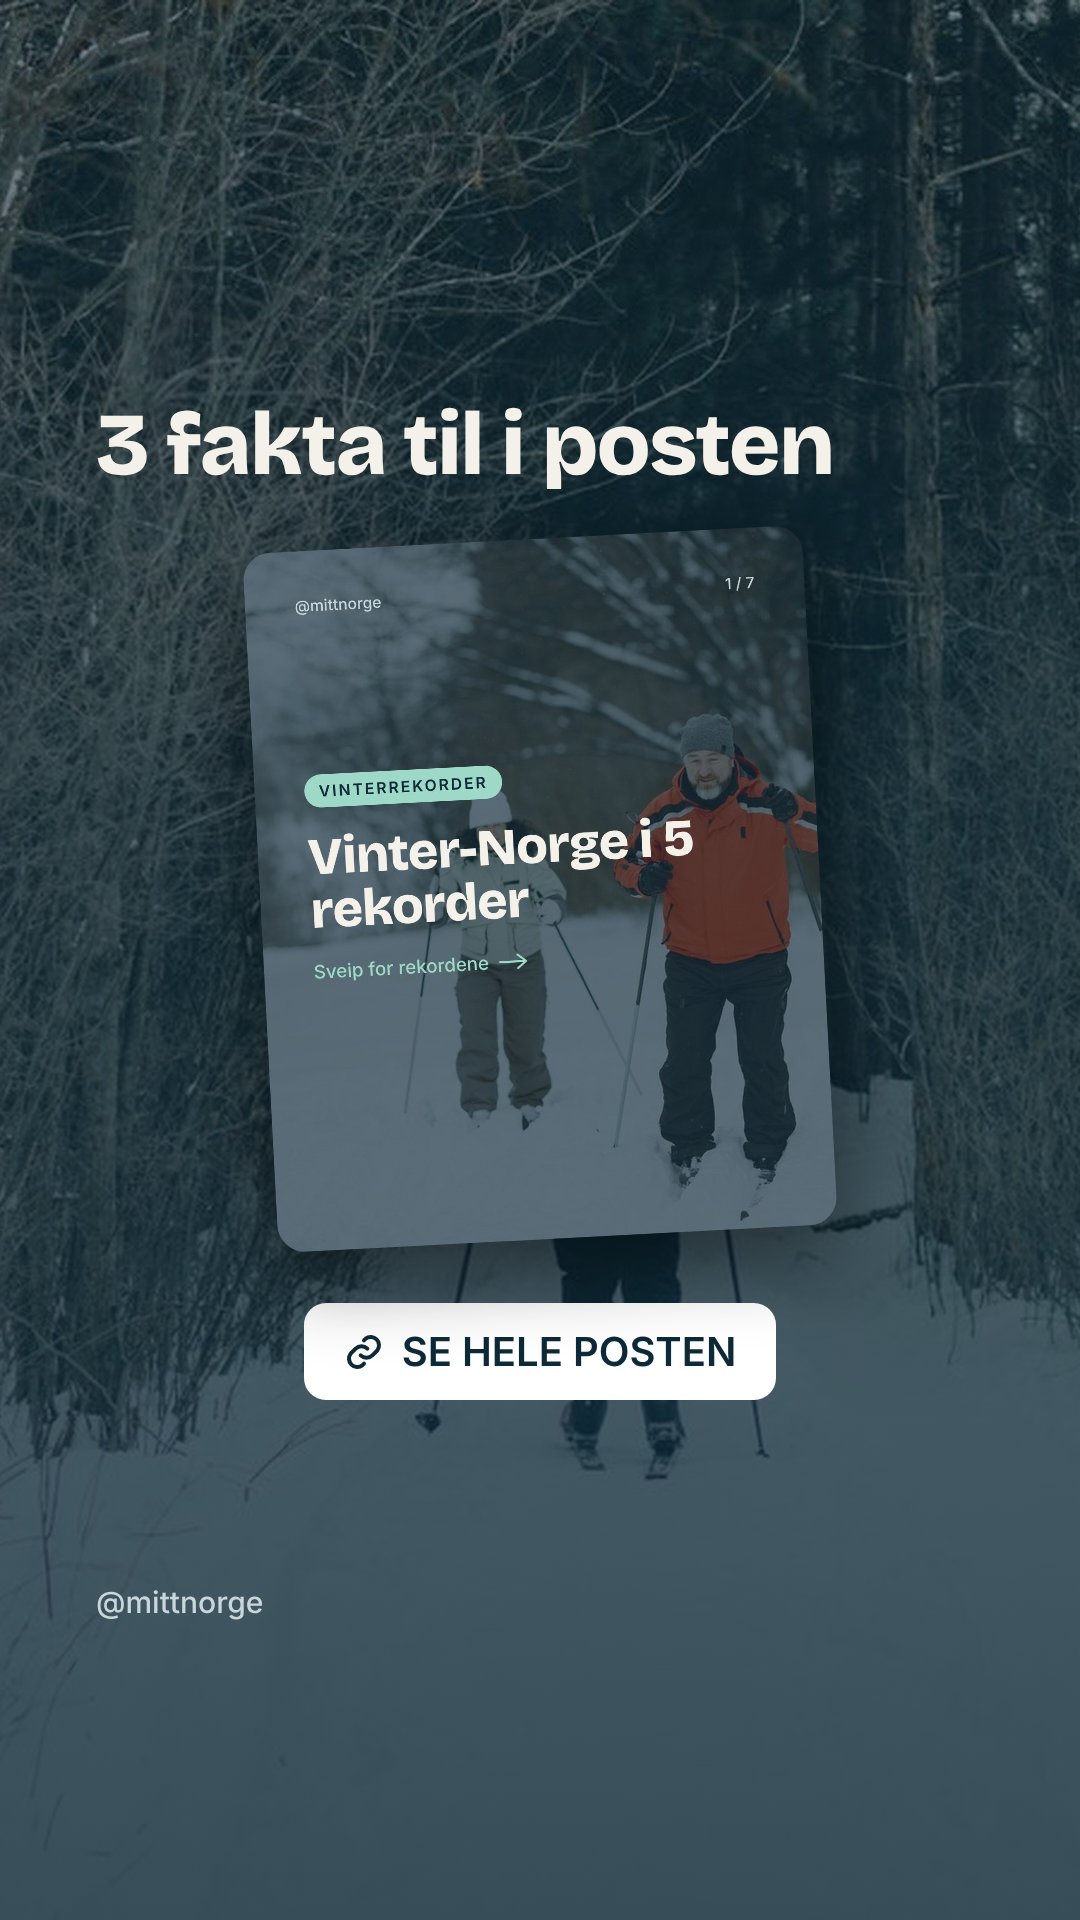 3 fakta til i posten
@mittnorge
1 / 7
VINTERREKORDER
Vinter-Norge i 5
rekorder
Sveip for rekordene →
SE HELE POSTEN
@mittnorge